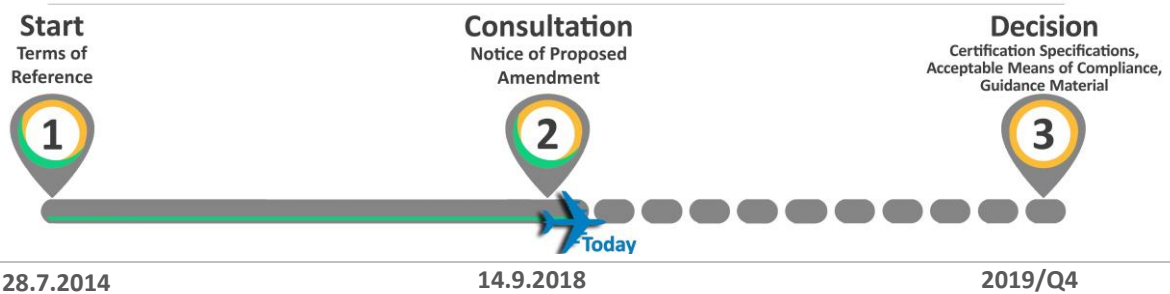 Start
Terms of
Reference
1
Consultation
Notice of Proposed
Amendment
2
Decision
Certification Specifications,
Acceptable Means of Compliance,
Guidance Material
3
Today
28.7.2014
14.9.2018
2019/Q4